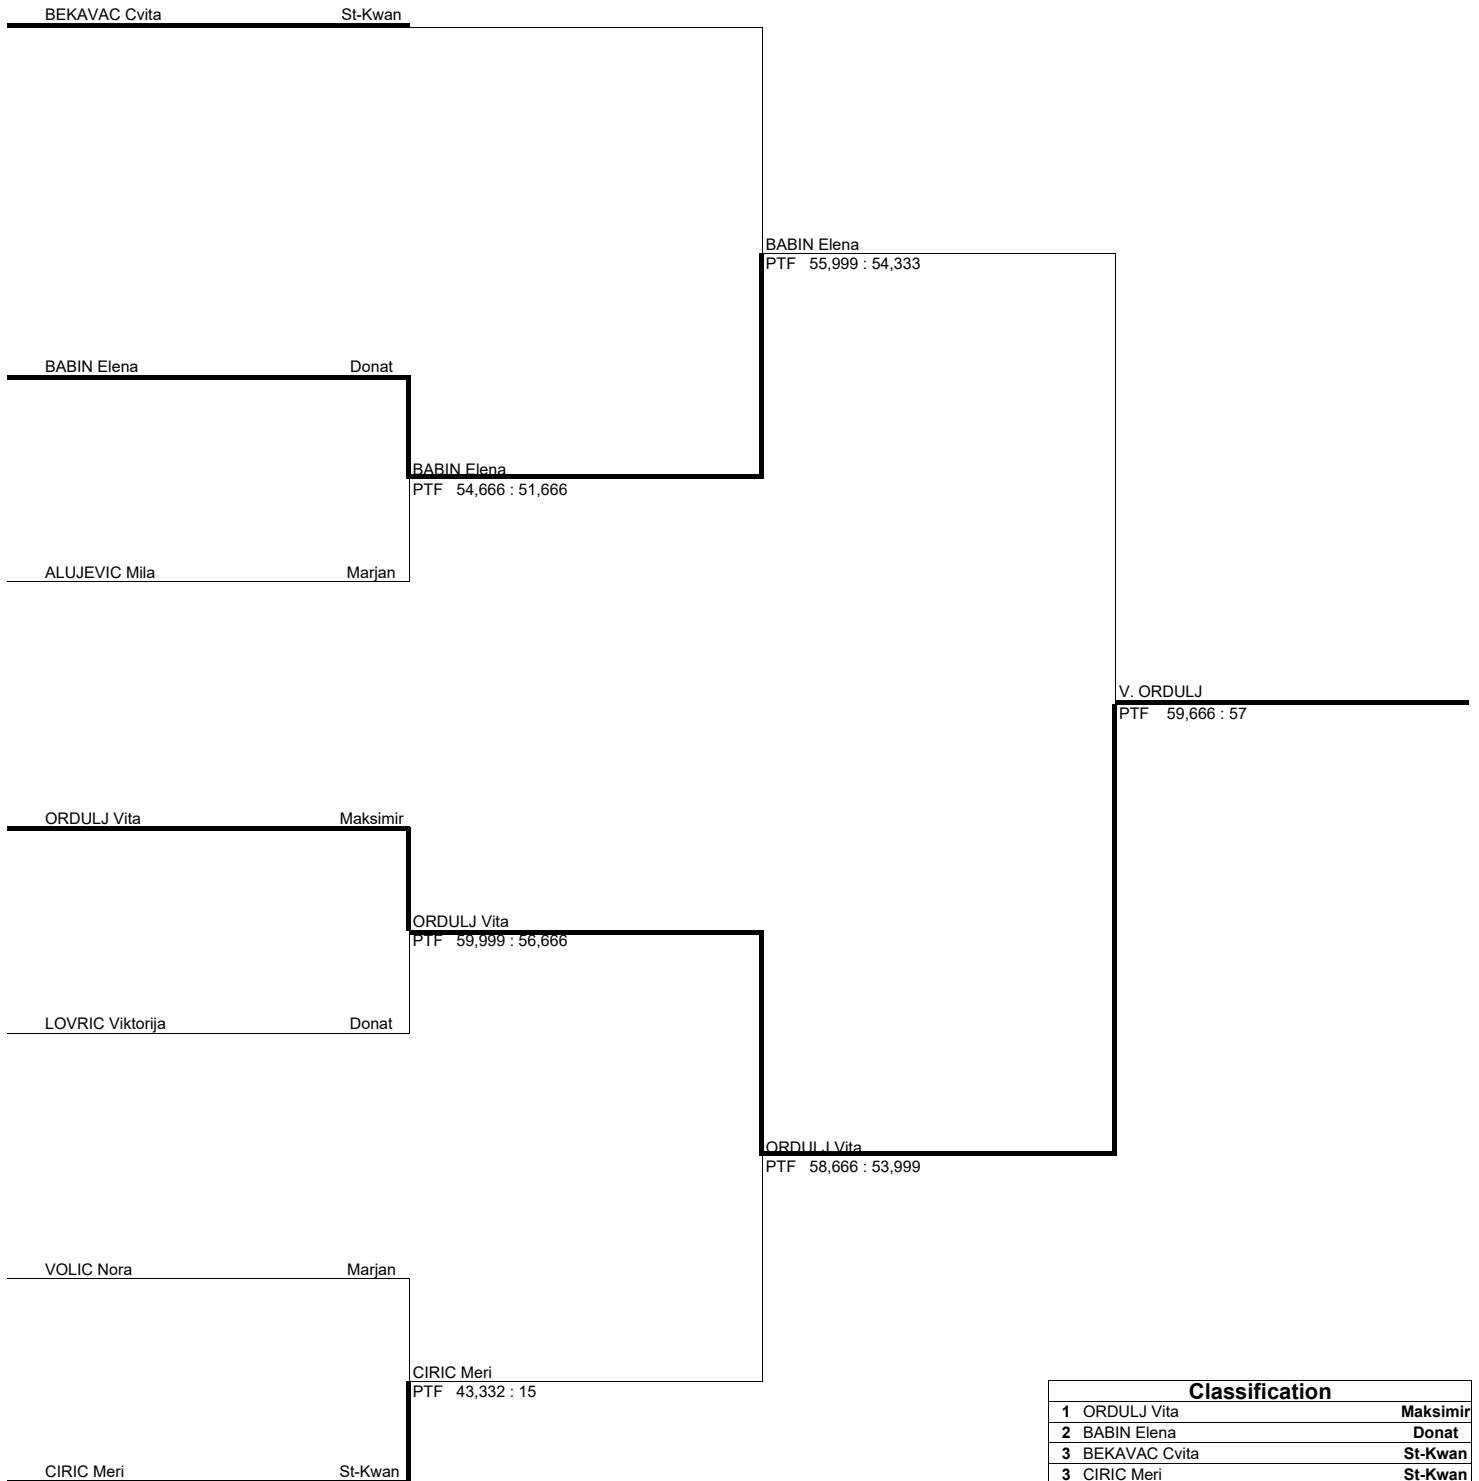 BEKAVAC Cvita St-Kwan
BABIN Elena
PTF 55,999 : 54,333
BABIN Elena Donat
BABIN Elena
PTF 54,666 : 51,666
ALUJEVIC Mila Marjan
V. ORDULJ
PTF 59,666 : 57
ORDULJ Vita Maksimir
ORDULJ Vita
PTF 59,999 : 56,666
LOVRIC Viktorija Donat
ORDULJ Vita
PTF 58,666 : 53,999
VOLIC Nora Marjan
CIRIC Meri
PTF 43,332 : 15
CIRIC Meri St-Kwan
Classification
1 ORDULJ Vita Maksimir
2 BABIN Elena Donat
3 BEKAVAC Cvita St-Kwan
3 CIRIC Meri St-Kwan